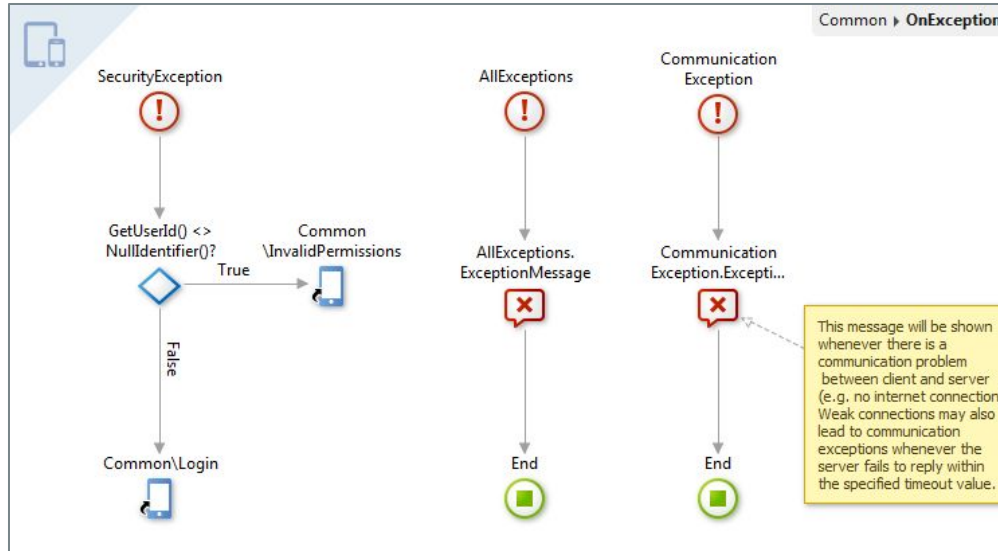 Common ▸ OnException
SecurityException
AllExceptions
Communication
Exception
GetUserId() <>
NullIdentifier()?
True
False
Common
\InvalidPermissions
Common\Login
AllExceptions.
ExceptionMessage
End
Communication
Exception.Excepti...
End
This message will be shown
whenever there is a
communication problem
between client and server
(e.g. no internet connection
Weak connections may also
lead to communication
exceptions whenever the
server fails to reply within
the specified timeout value.